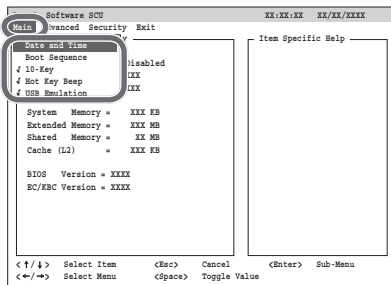 Software SCU XX:XX:XX XX/XX/XXXX
Main Advanced Security Exit
Item Specific Help
Date and Time
Boot Sequence
√ 10-Key
√ Hot Key Beep
√ USB Emulation
Disabled
XXX
XXX
System Memory = XXX KB
Extended Memory = XXX MB
Shared Memory = XX MB
Cache (L2) = XXX KB
BIOS Version = XXXX
EC/KBC Version = XXXX
<↑/↓> Select Item <Esc> Cancel <Enter> Sub-Menu
<←/→> Select Menu <Space> Toggle Value